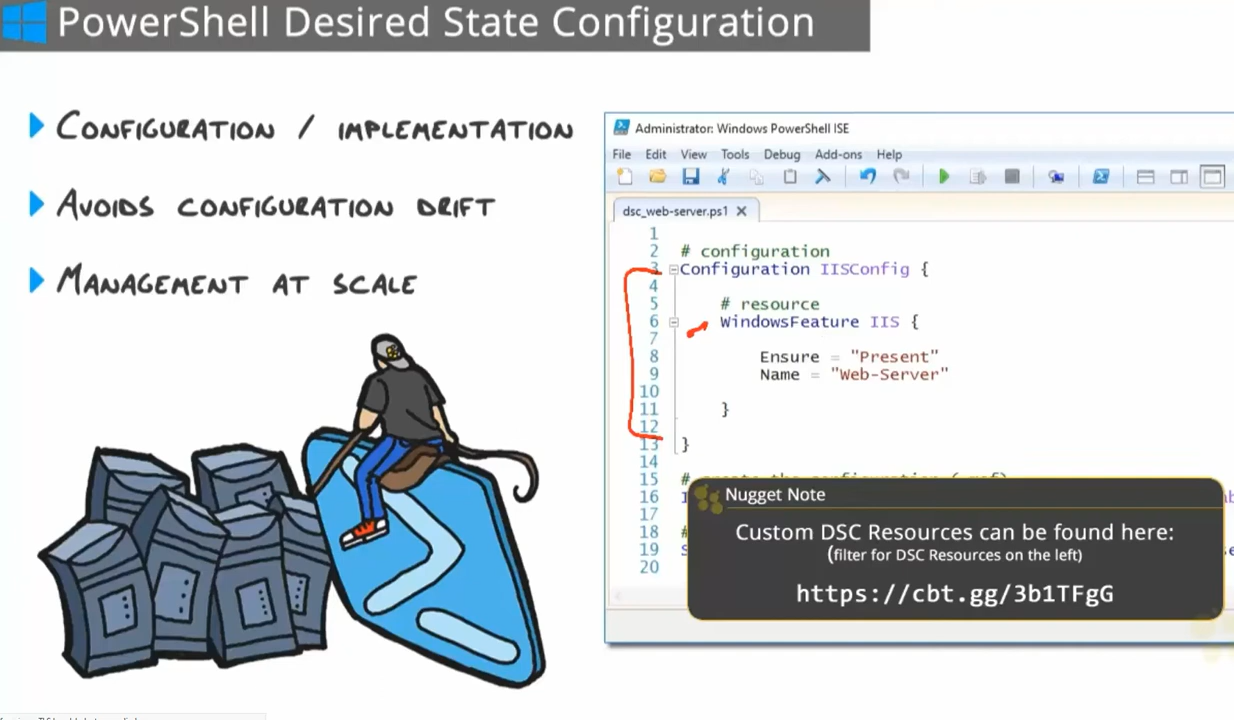 PowerShell Desired State Configuration
CONFIGURATION / IMPLEMENTATION
AVOIDS CONFIGURATION DRIFT
MANAGEMENT AT SCALE
Administrator: Windows PowerShell ISE
File Edit View Tools Debug Add-ons Help
dsc_web-server.ps1 X
1
2 # configuration
3 Configuration IISConfig {
4
5 # resource
6 WindowsFeature IIS {
7
8 Ensure = "Present"
9 Name = "Web-Server"
10
11 }
12
13 }
14
15 # create the configuration (.mof)
16
17
18 #
19
20
Nugget Note
Custom DSC Resources can be found here:
(filter for DSC Resources on the left)
https://cbt.gg/3b1TFgG